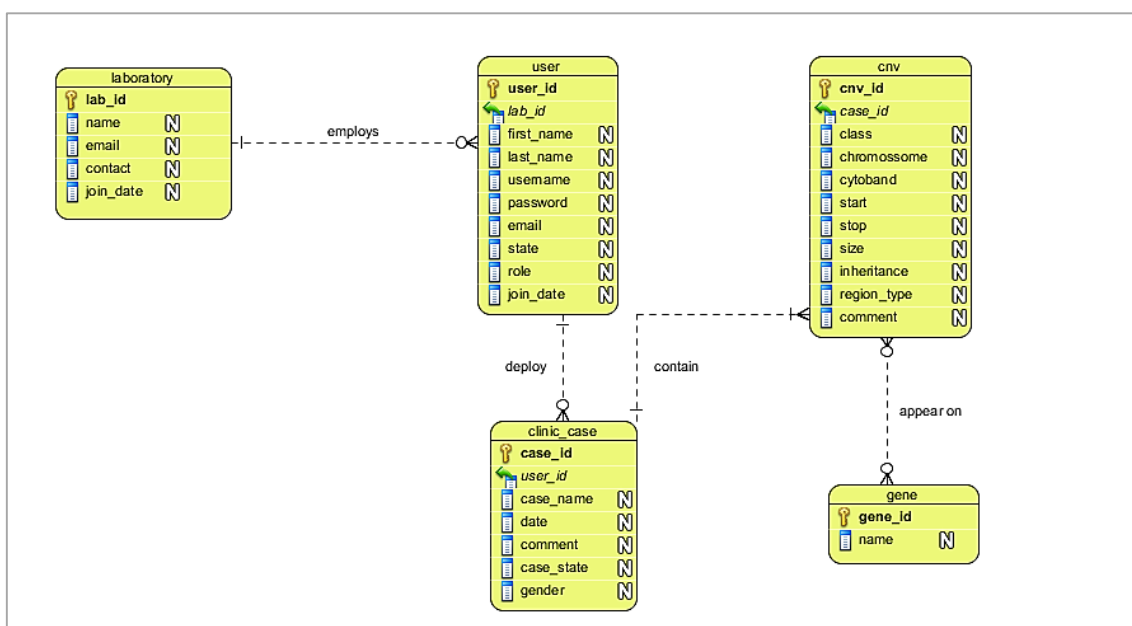 laboratory
lab_id
name N
email N
contact N
join_date N
employs
user
user_id
lab_id
first_name N
last_name N
username N
password N
email N
state N
role N
join_date N
cnv
cnv_id
case_id
class N
chromossome N
cytoband N
start N
stop N
size N
inheritance N
region_type N
comment N
deploy
contain
appear on
clinic_case
case_id
user_id
case_name N
date N
comment N
case_state N
gender N
gene
gene_id
name N